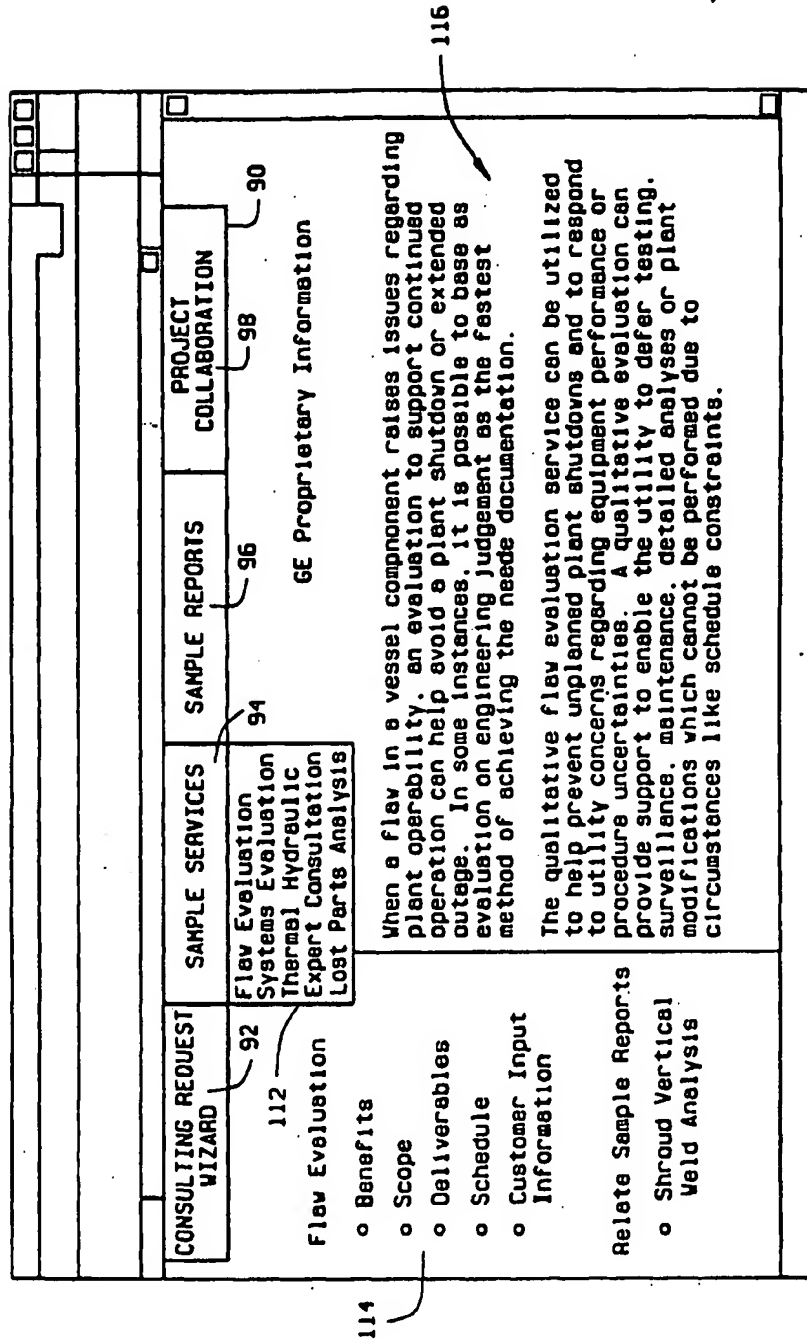 CONSULTING REQUEST
WIZARD
92
SAMPLE SERVICES
94
SAMPLE REPORTS
96
PROJECT
COLLABORATION
98
90
Flaw Evaluation
Systems Evaluation
Thermal Hydraulic
Expert Consultation
Lost Parts Analysis
112
GE Proprietary Information
Flaw Evaluation
o Benefits
o Scope
o Deliverables
o Schedule
o Customer Input
Information
114
Relate Sample Reports
o Shroud Vertical
Weld Analysis
When a flaw in a vessel compnonent raises issues regarding
plant operability, an evaluation to support continued
operation can help avoid a plant shutdown or extended
outage. In some instances, it is possible to base as
evaluation on engineering judgement as the fastest
method of achieving the neede documentation.
116
The qualitative flaw evaluation service can be utilized
to help prevent unplanned plant shutdowns and to respond
to utility concerns regarding equipment performance or
procedure uncertainties. A qualitative evaluation can
provide support to enable the utility to defer testing,
surveillance, maintenance, detailed analyses or plant
modifications which cannot be performed due to
circumstances like schedule constraints.